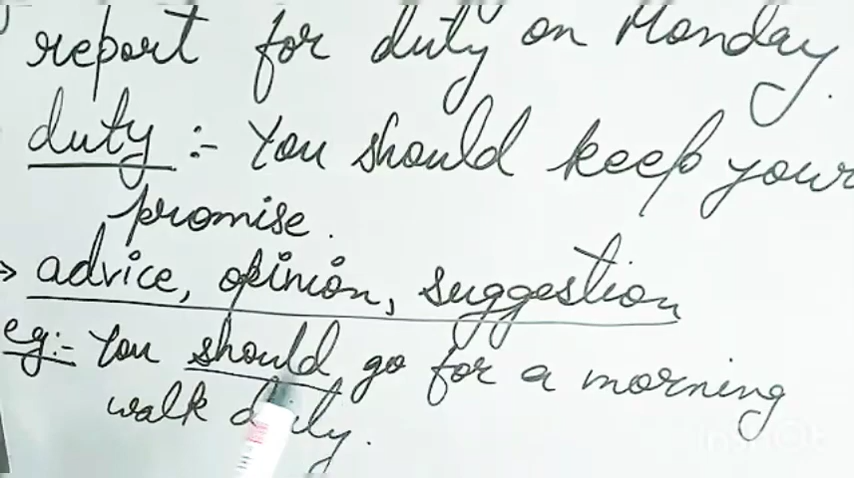 report for duty on Monday.
duty :- You should keep your
promise.
→ advice, opinion, suggestion
eg:- You should go for a morning
walk daily.